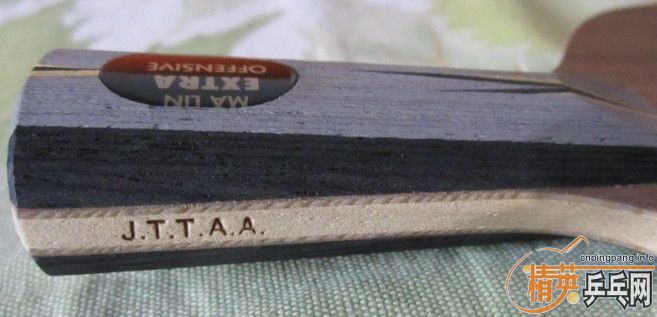 MA LIN
EXTRA
OFFENSIVE
J.T.T.A.A.
cnpingpang.info
精英乒乓网